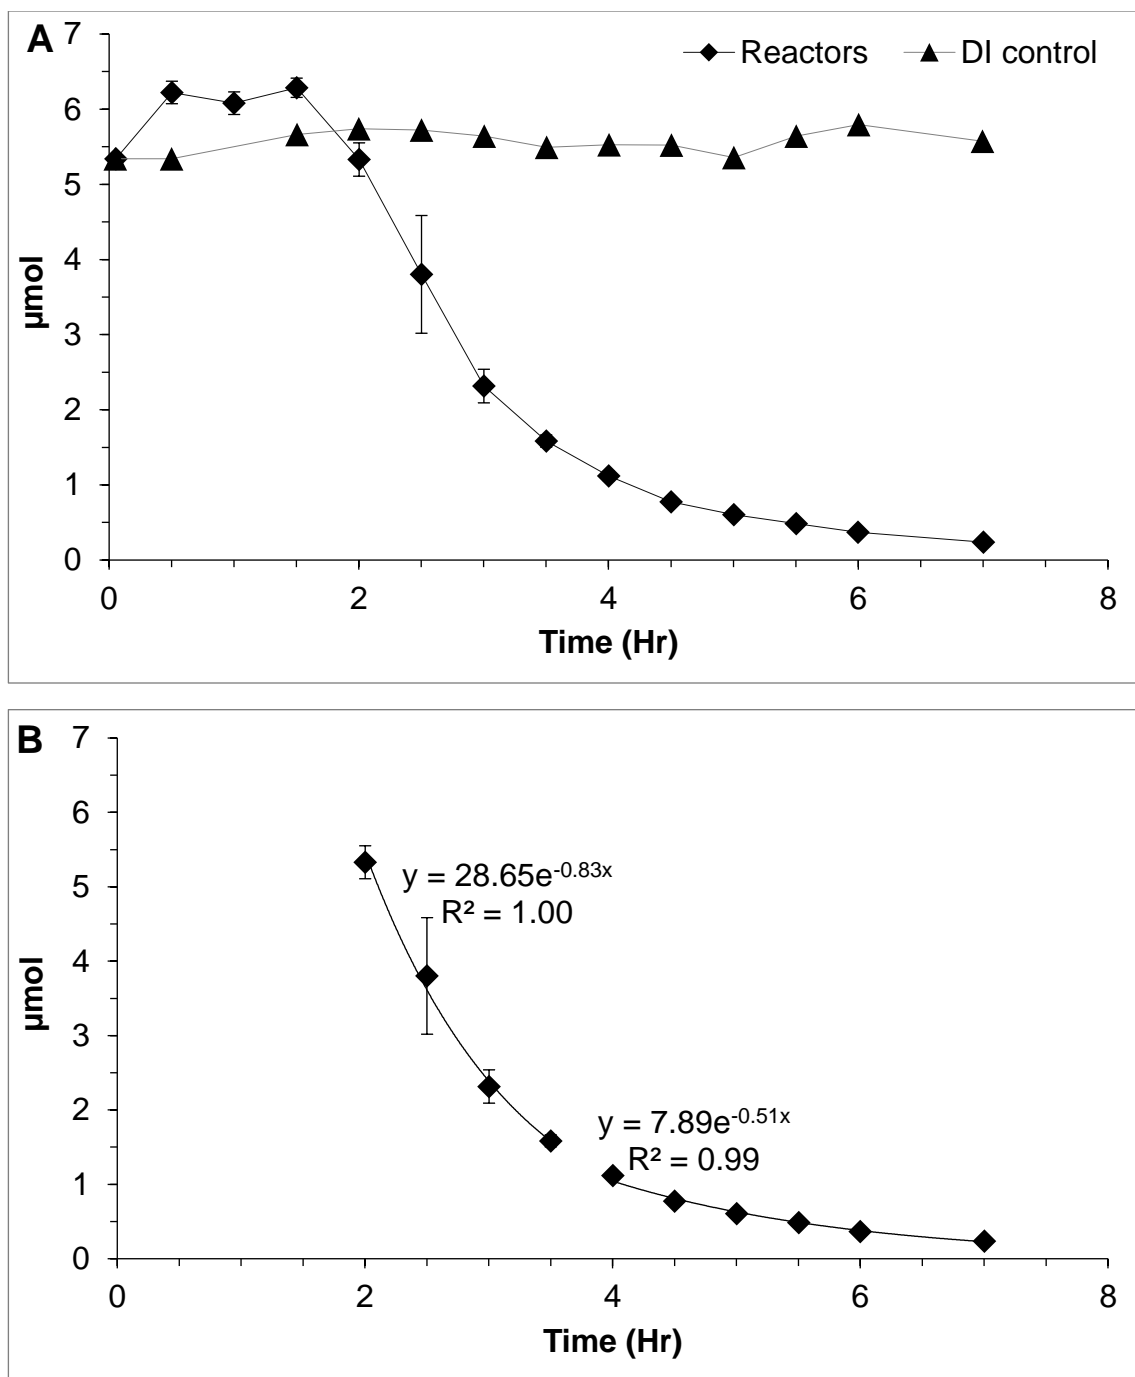 A
Reactors DI control
7
6
5
4
3
2
1
0
µmol
0 2 4 6 8
Time (Hr)
B
7
6
5
4
3
2
1
0
µmol
y = 28.65e-0.83x
R² = 1.00
y = 7.89e-0.51x
R² = 0.99
0 2 4 6 8
Time (Hr)